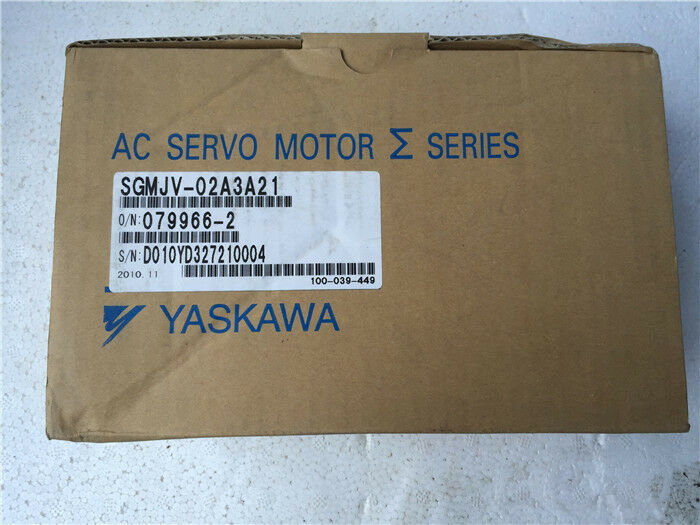 AC SERVO MOTOR Σ SERIES
SGMJV-02A3A21
O/N: 079966-2
S/N: D010YD327210004
2010.11
100-039-449
YASKAWA